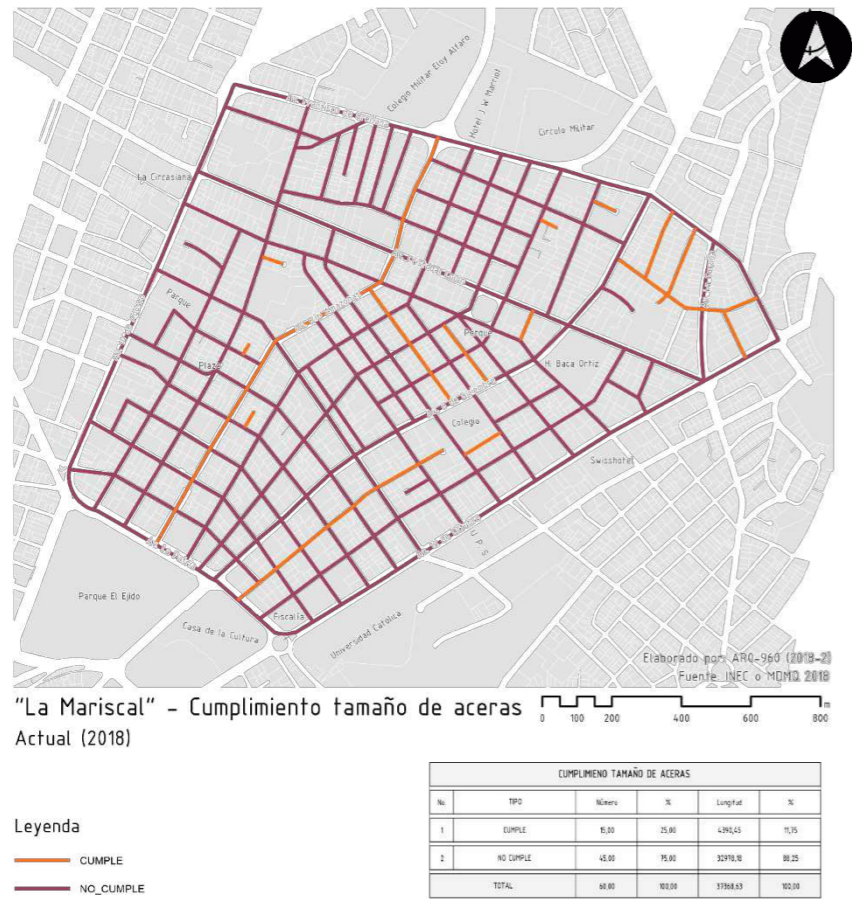 Colegio Militar Eloy Alfaro
Hotel J. W Marriot
Circulo Militar
La Circasiana
Parque
Parque
Plaza
H. Baca Ortiz
Colegio
Swisshotel
U P S
Parque El Ejido
Fiscalía
Casa de la Cultura
Universidad Catolica
Elaborado por: ARQ-960 (2018-2)
Fuente: INEC o MDMQ 2018
"La Mariscal" - Cumplimiento tamaño de aceras
Actual (2018)
0 100 200 400 600 800 m
CUMPLIMIENO TAMAÑO DE ACERAS
No. TIPO Número % Longitud %
1 CUMPLE 15,00 25,00 4390,45 11,75
2 NO CUMPLE 45,00 75,00 32978,18 88,25
TOTAL 60,00 100,00 37368,63 100,00
Leyenda
CUMPLE
NO_CUMPLE